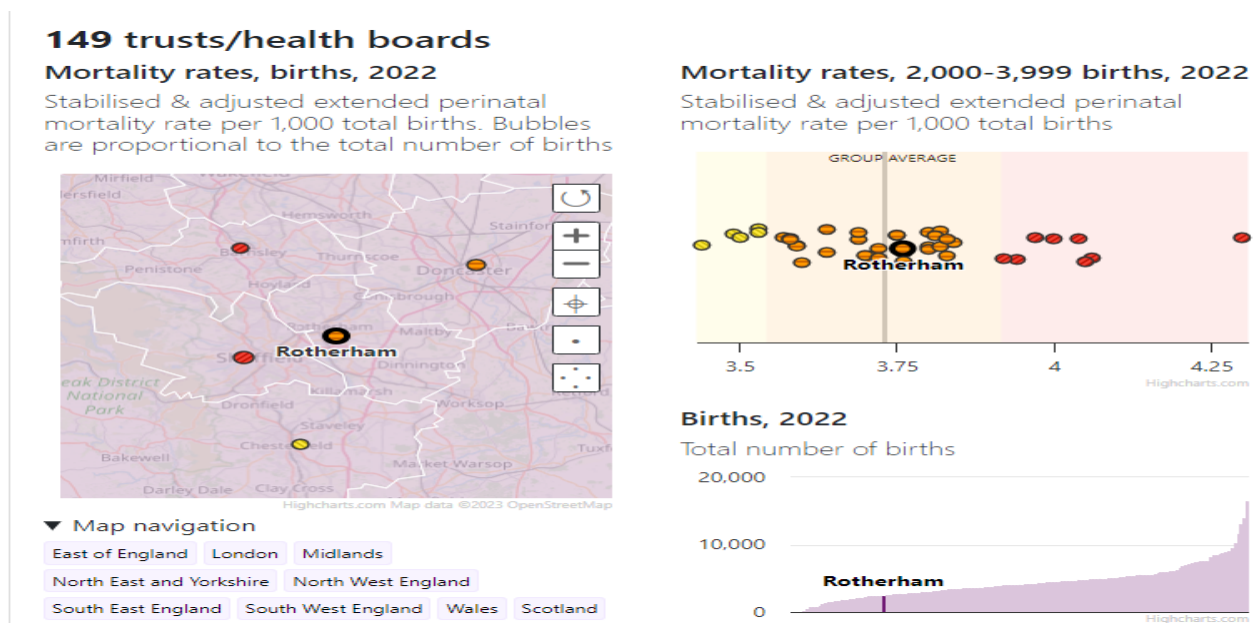 149 trusts/health boards
Mortality rates, births, 2022
Stabilised & adjusted extended perinatal
mortality rate per 1,000 total births. Bubbles
are proportional to the total number of births
Mirfield
Hemsworth
Penistone
Thurnscoe
Doncaster
Hoyland
Maltby
Rotherham
Dinnington
eak District
National
Park
Killamarsh
Dronfield
Worksop
Staveley
Bakewell
Market Warsop
Darley Dale
Clay Cross
Highcharts.com Map data ©2023 OpenStreetMap
▼ Map navigation
East of England London Midlands
North East and Yorkshire North West England
South East England South West England Wales Scotland
Mortality rates, 2,000-3,999 births, 2022
Stabilised & adjusted extended perinatal
mortality rate per 1,000 total births
GROUP AVERAGE
Rotherham
3.5 3.75 4 4.25
Highcharts.com
Births, 2022
Total number of births
20,000
10,000
Rotherham
0
Highcharts.com